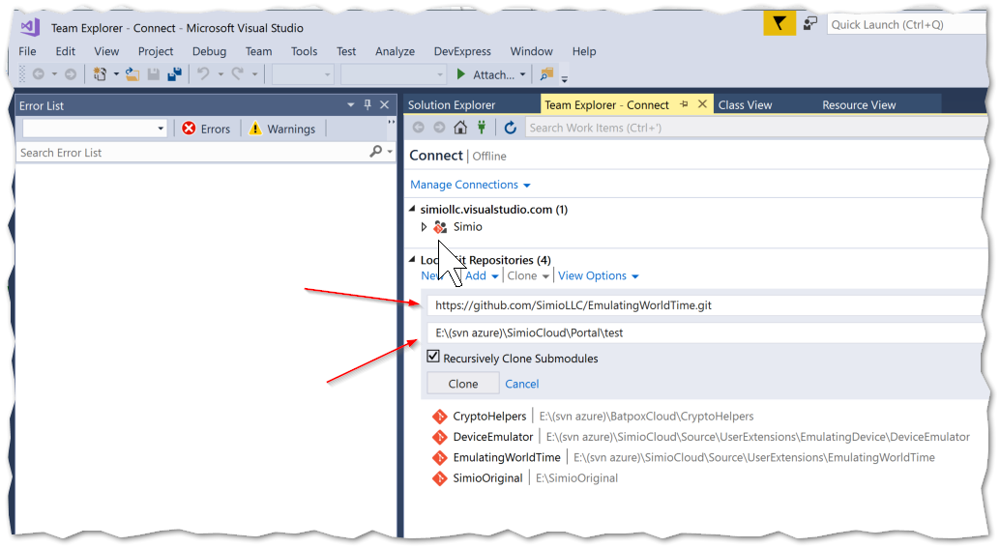 Team Explorer - Connect - Microsoft Visual Studio
Quick Launch (Ctrl+Q)
File Edit View Project Debug Team Tools Test Analyze DevExpress Window Help
Attach...
Error List
Solution Explorer Team Explorer - Connect Class View Resource View
Errors Warnings
Search Work Items (Ctrl+')
Search Error List
Connect | Offline
Manage Connections
simiollc.visualstudio.com (1)
Simio
Git Repositories (4)
Add Clone View Options
https://github.com/SimioLLC/EmulatingWorldTime.git
E:\(svn azure)\SimioCloud\Portal\test
Recursively Clone Submodules
Clone Cancel
CryptoHelpers | E:\(svn azure)\BatpoxCloud\CryptoHelpers
DeviceEmulator | E:\(svn azure)\SimioCloud\Source\UserExtensions\EmulatingDevice\DeviceEmulator
EmulatingWorldTime | E:\(svn azure)\SimioCloud\Source\UserExtensions\EmulatingWorldTime
SimioOriginal | E:\SimioOriginal